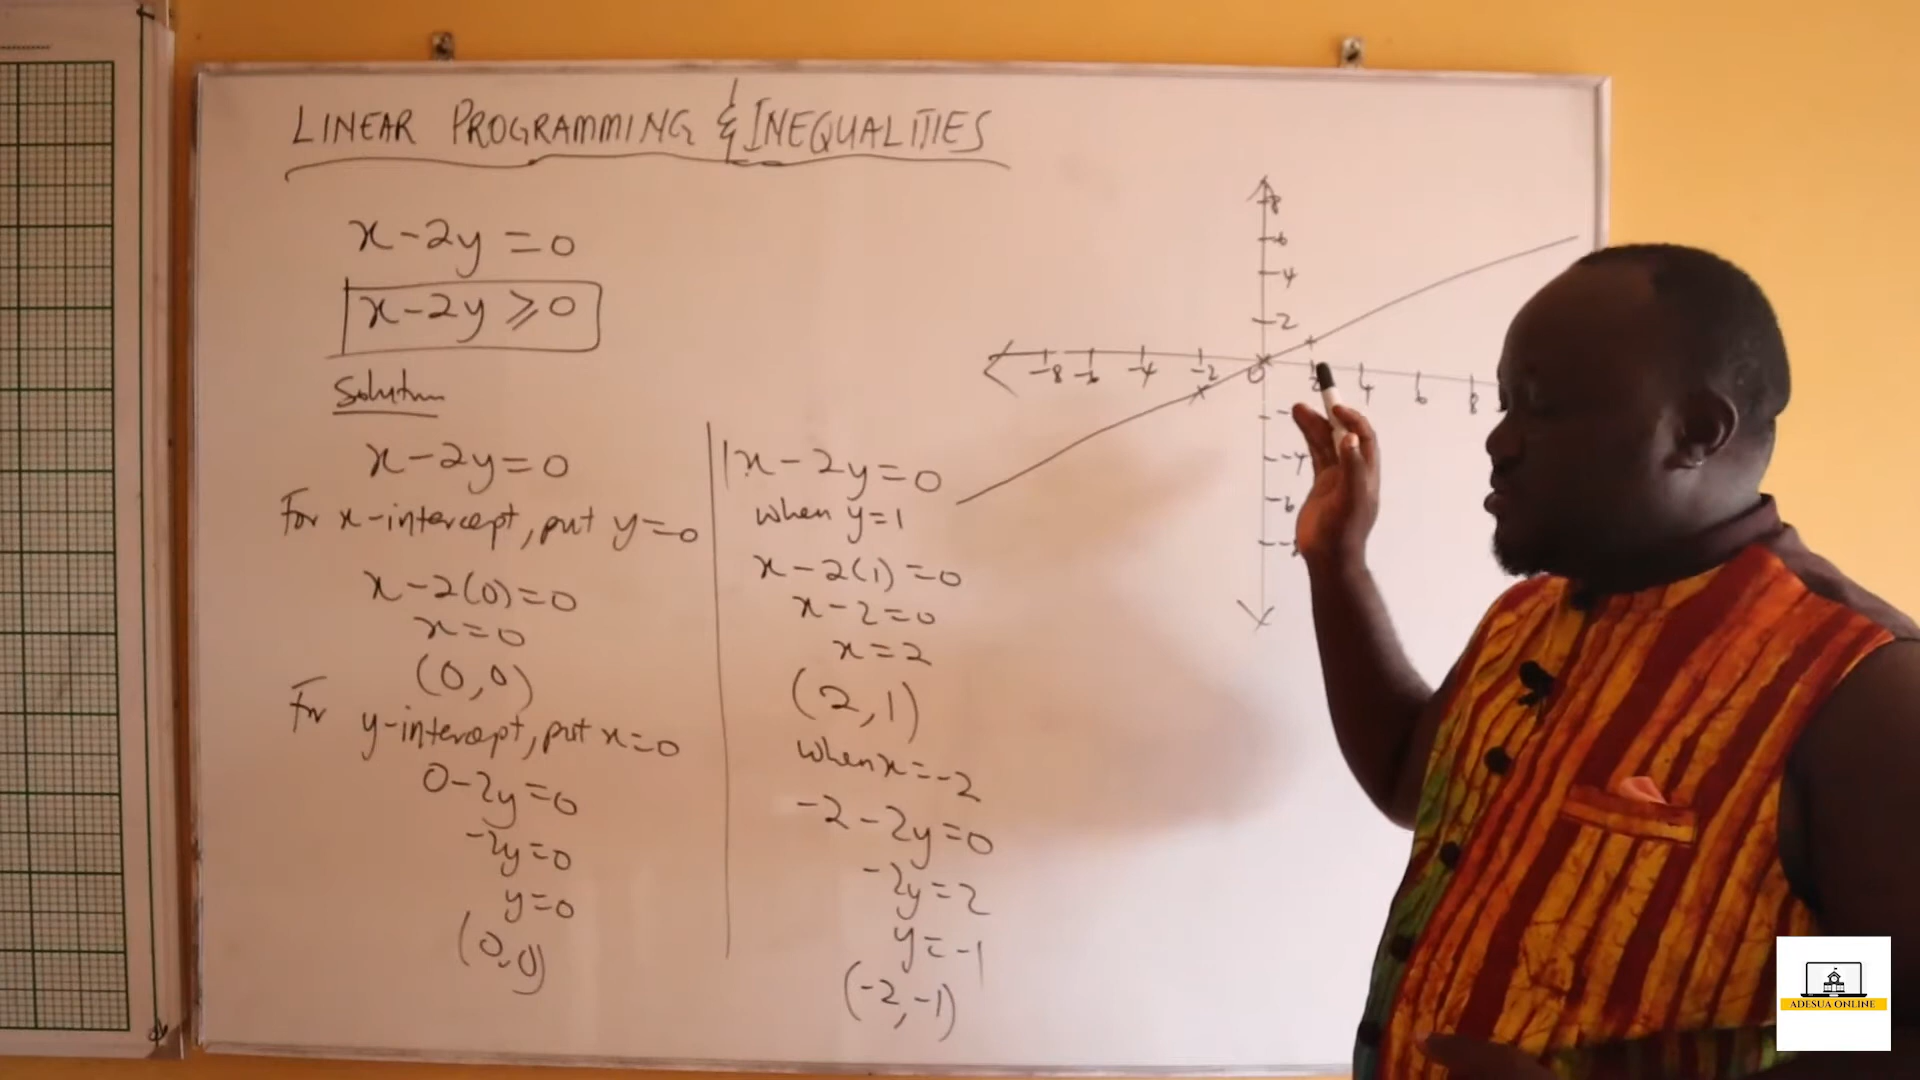 LINEAR PROGRAMMING & INEQUALITIES
x-2y=0
x-2y⩾0
Solution
x-2y=0
For x-intercept, put y=0
x-2(0)=0
x=0
(0,0)
For y-intercept, put x=0
0-2y=0
-2y=0
y=0
(0,0)
x-2y=0
when y=1
x-2(1)=0
x-2=0
x=2
(2,1)
when x=-2
-2-2y=0
-2y=2
y=-1
(-2,-1)
8
6
4
2
-8 -6 -4 -2 0 2 4 6 8
-4
-6
ADESUA ONLINE